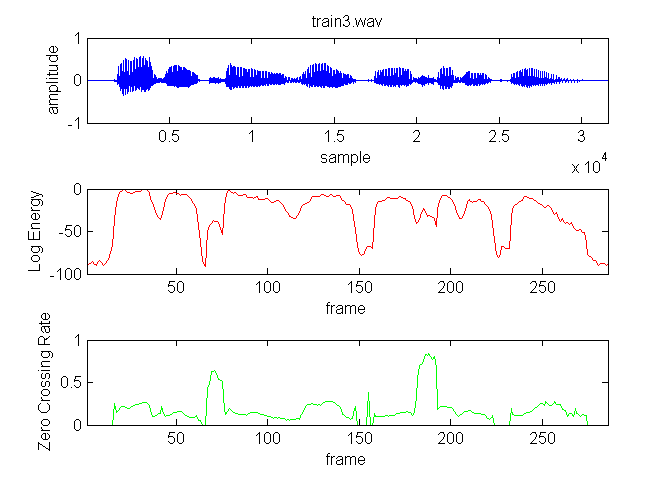 train3.wav
amplitude
1
0
-1
0.5 1 1.5 2 2.5 3
sample
x 10^4
Log Energy
0
-50
-100
50 100 150 200 250
frame
Zero Crossing Rate
1
0.5
0
50 100 150 200 250
frame